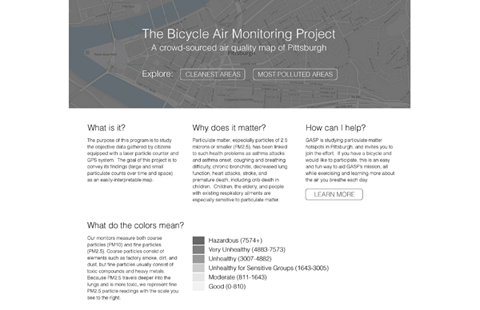 The Bicycle Air Monitoring Project
A crowd-sourced air quality map of Pittsburgh
Explore: CLEANEST AREAS MOST POLLUTED AREAS
What is it?
The purpose of this program is to study
the objective data gathered by citizens
equipped with a laser particle counter and
GPS system. The goal of this project is to
convey its findings (large and small
particulate counts over time and space)
as an easily-interpretable map.
Why does it matter?
Particulate matter, especially particles of 2.5
microns or smaller (PM2.5), has been linked
to such health problems as asthma attacks
and asthma onset, coughing and breathing
difficulty, chronic bronchitis, decreased lung
function, heart attacks, stroke, and
premature death, including crib death in
children. Children, the elderly, and people
with existing respiratory ailments are
especially sensitive to particulate matter.
How can I help?
GASP is studying particulate matter
hotspots in Pittsburgh, and invites you to
join the effort. If you have a bicycle and
would like to participate, this is an easy
and fun way to aid GASP's mission, all
while exercising and learning more about
the air you breathe each day.
LEARN MORE
What do the colors mean?
Our monitors measure both coarse
particles (PM10) and fine particles
(PM2.5). Coarse particles consist of
elements such as factory smoke, dirt, and
dust, but fine particles usually consist of
toxic compounds and heavy metals.
Because PM2.5 travels deeper into the
lungs and is more toxic, we represent fine
PM2.5 particle readings with the scale you
see to the right.
Hazardous (7574+)
Very Unhealthy (4883-7573)
Unhealthy (3007-4882)
Unhealthy for Sensitive Groups (1643-3005)
Moderate (811-1643)
Good (0-810)